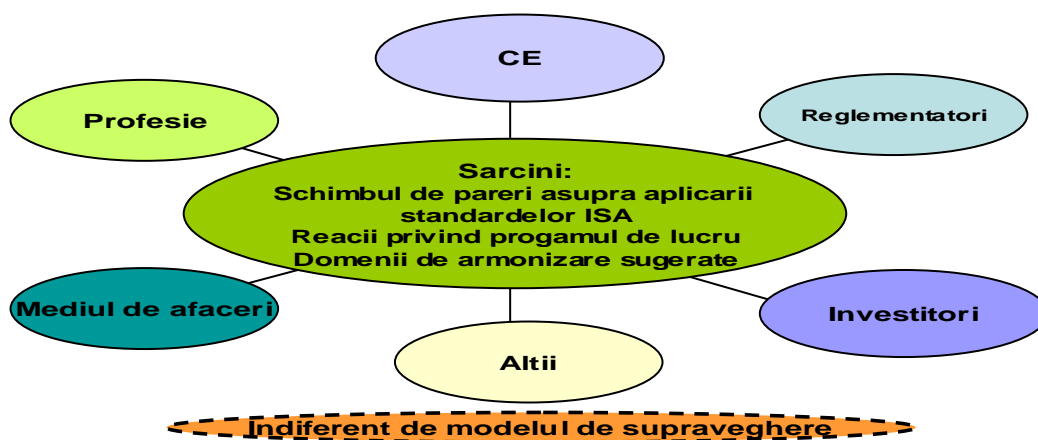 CE
Profesie
Reglementatori
Sarcini:
Schimbul de pareri asupra aplicarii
standardelor ISA
Reacii privind progamul de lucru
Domenii de armonizare sugerate
Mediul de afaceri
Investitori
Altii
Indiferent de modelul de supraveghere